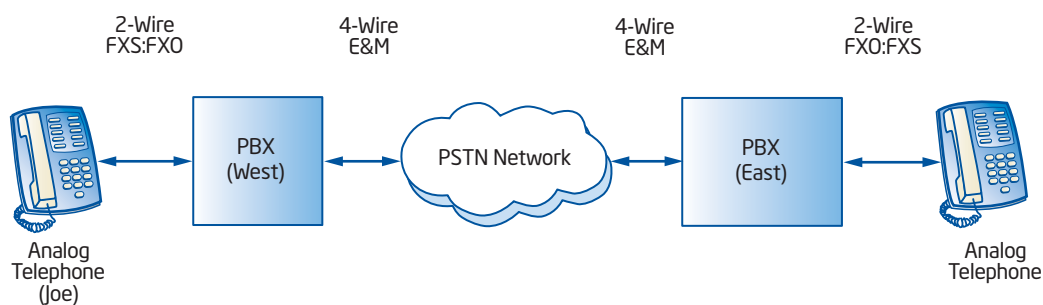 2-Wire
FXS:FXO
4-Wire
E&M
4-Wire
E&M
2-Wire
FXO:FXS
PBX
(West)
PSTN Network
PBX
(East)
Analog
Telephone
(Joe)
Analog
Telephone